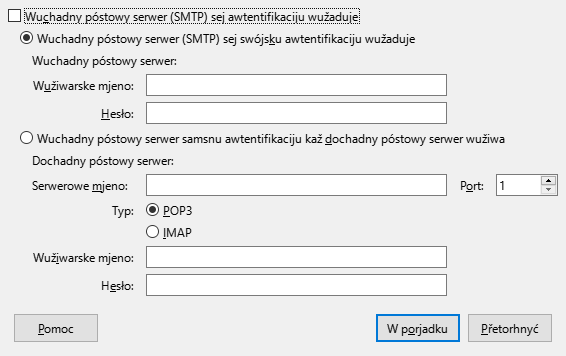 Wuchadny póstowy serwer (SMTP) sej awtentifikaciju wužaduje
Wuchadny póstowy serwer (SMTP) sej swójsku awtentifikaciju wužaduje
Wuchadny póstowy serwer:
Wužiwarske mjeno:
Hesło:
Wuchadny póstowy serwer samsnu awtentifikaciju kaž dochadny póstowy serwer wužiwa
Dochadny póstowy serwer:
Serwerowe mjeno: Port: 1
Typ: POP3
IMAP
Wužiwarske mjeno:
Hesło:
Pomoc W porjadku Přetorhnyć